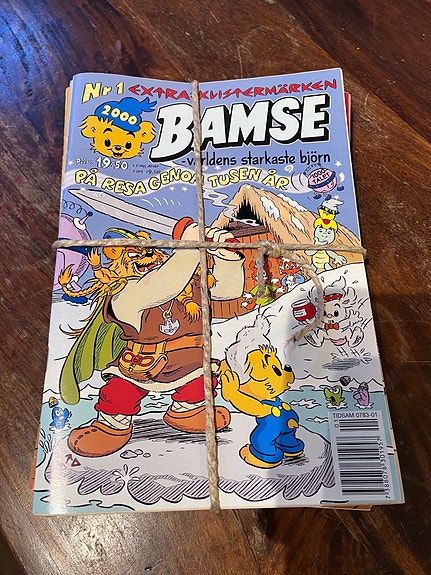 Nr 1 EXTRA: KLISTERMÄRKEN
2000
BAMSE
PRIS 19,50
-världens starkaste björn
PÅ RESA GENOM TUSEN ÅR
TIDSAM 0783-01